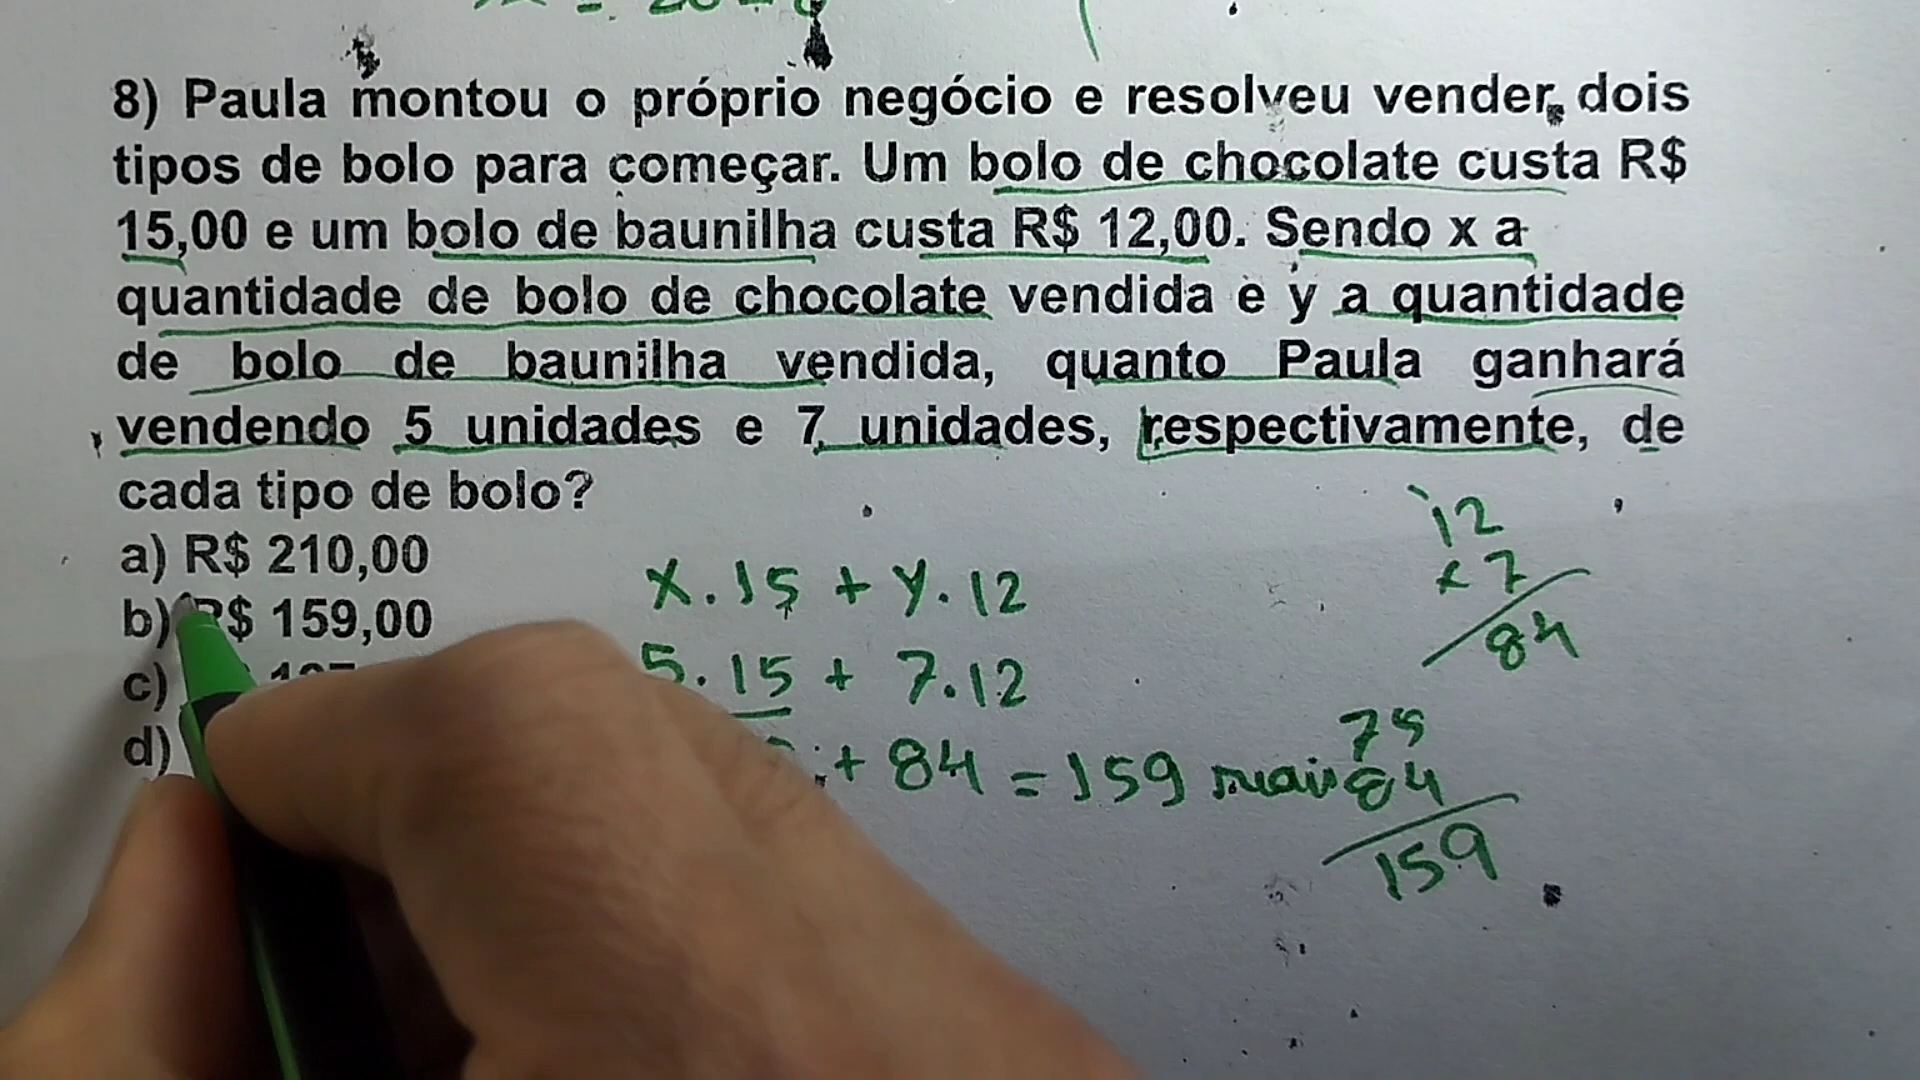 8) Paula montou o próprio negócio e resolveu vender dois
tipos de bolo para começar. Um bolo de chocolate custa R$
15,00 e um bolo de baunilha custa R$ 12,00. Sendo x a
quantidade de bolo de chocolate vendida e y a quantidade
de bolo de baunilha vendida, quanto Paula ganhará
vendendo 5 unidades e 7 unidades, respectivamente, de
cada tipo de bolo?
a) R$ 210,00
b) R$ 159,00
c)
d)
x.15 + y.12
5.15 + 7.12
+ 84 = 159 reais
12
x 7
84
75
84
159